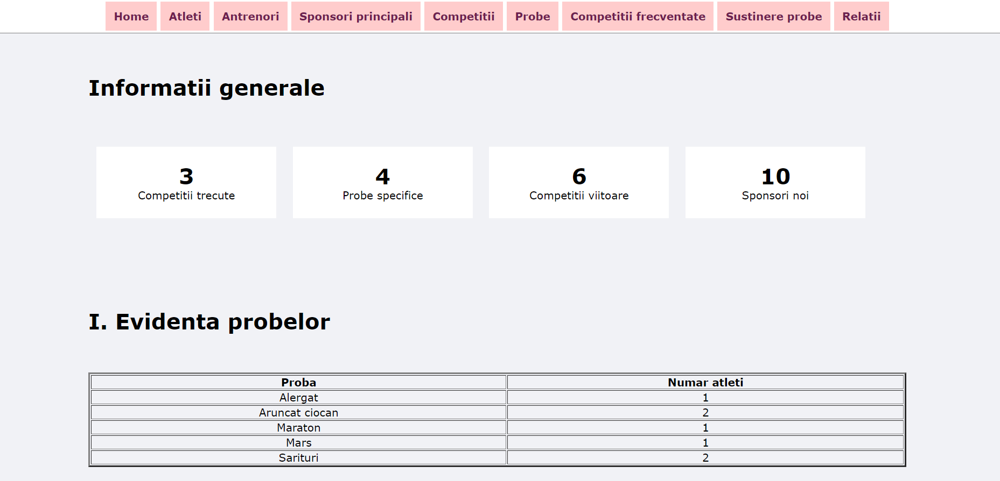 Home Atleti Antrenori Sponsori principali Competitii Probe Competitii frecventate Sustinere probe Relatii
Informatii generale
3 4 6 10
Competitii trecute Probe specifice Competitii viitoare Sponsori noi
I. Evidenta probelor
Proba Numar atleti
Alergat 1
Aruncat ciocan 2
Maraton 1
Mars 1
Sarituri 2